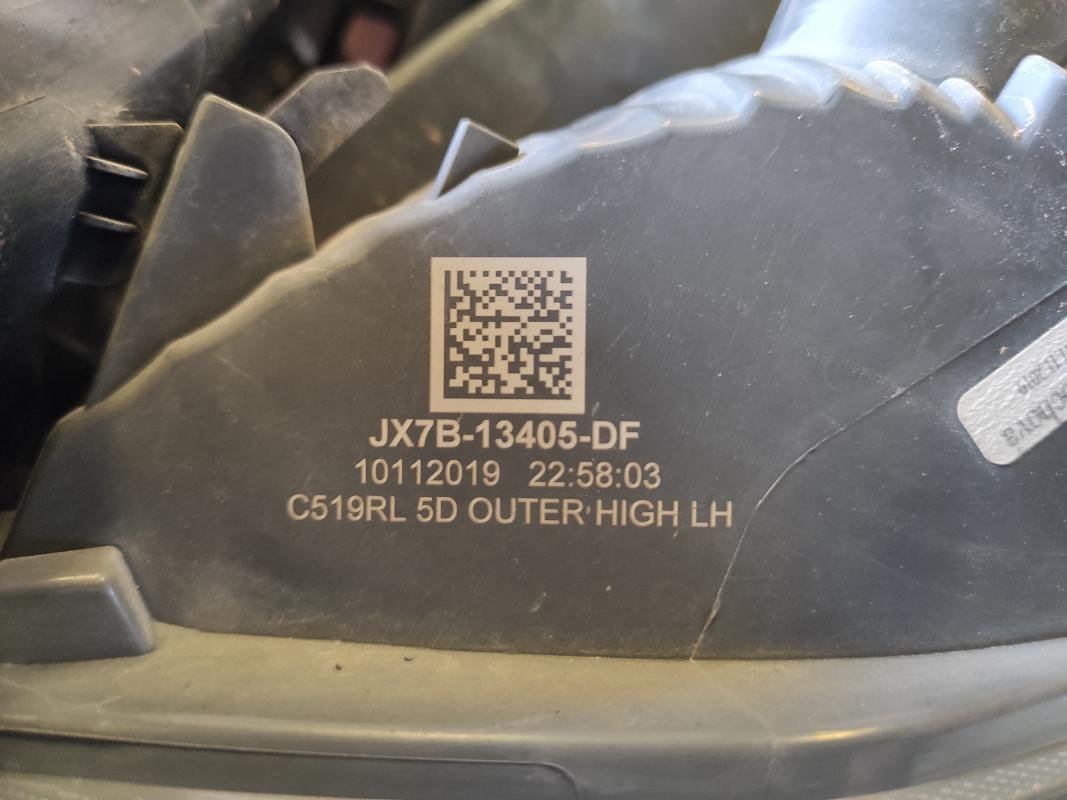 JX7B-13405-DF
10112019 22:58:03
C519RL 5D OUTER HIGH LH